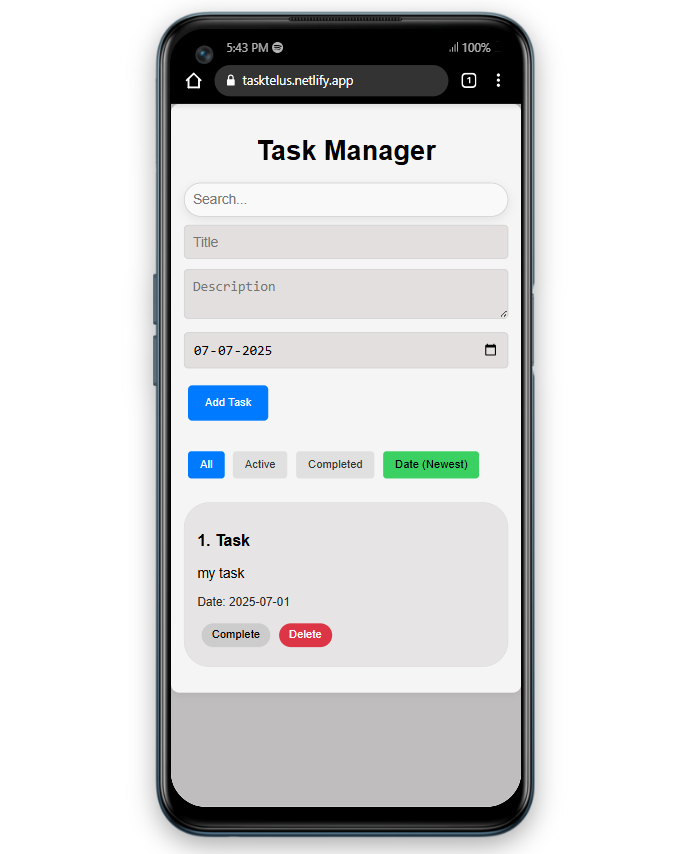 5:43 PM 100%
tasktelus.netlify.app 1
Task Manager
Search...
Title
Description
07-07-2025
Add Task
All Active Completed Date (Newest)
1. Task
my task
Date: 2025-07-01
Complete Delete